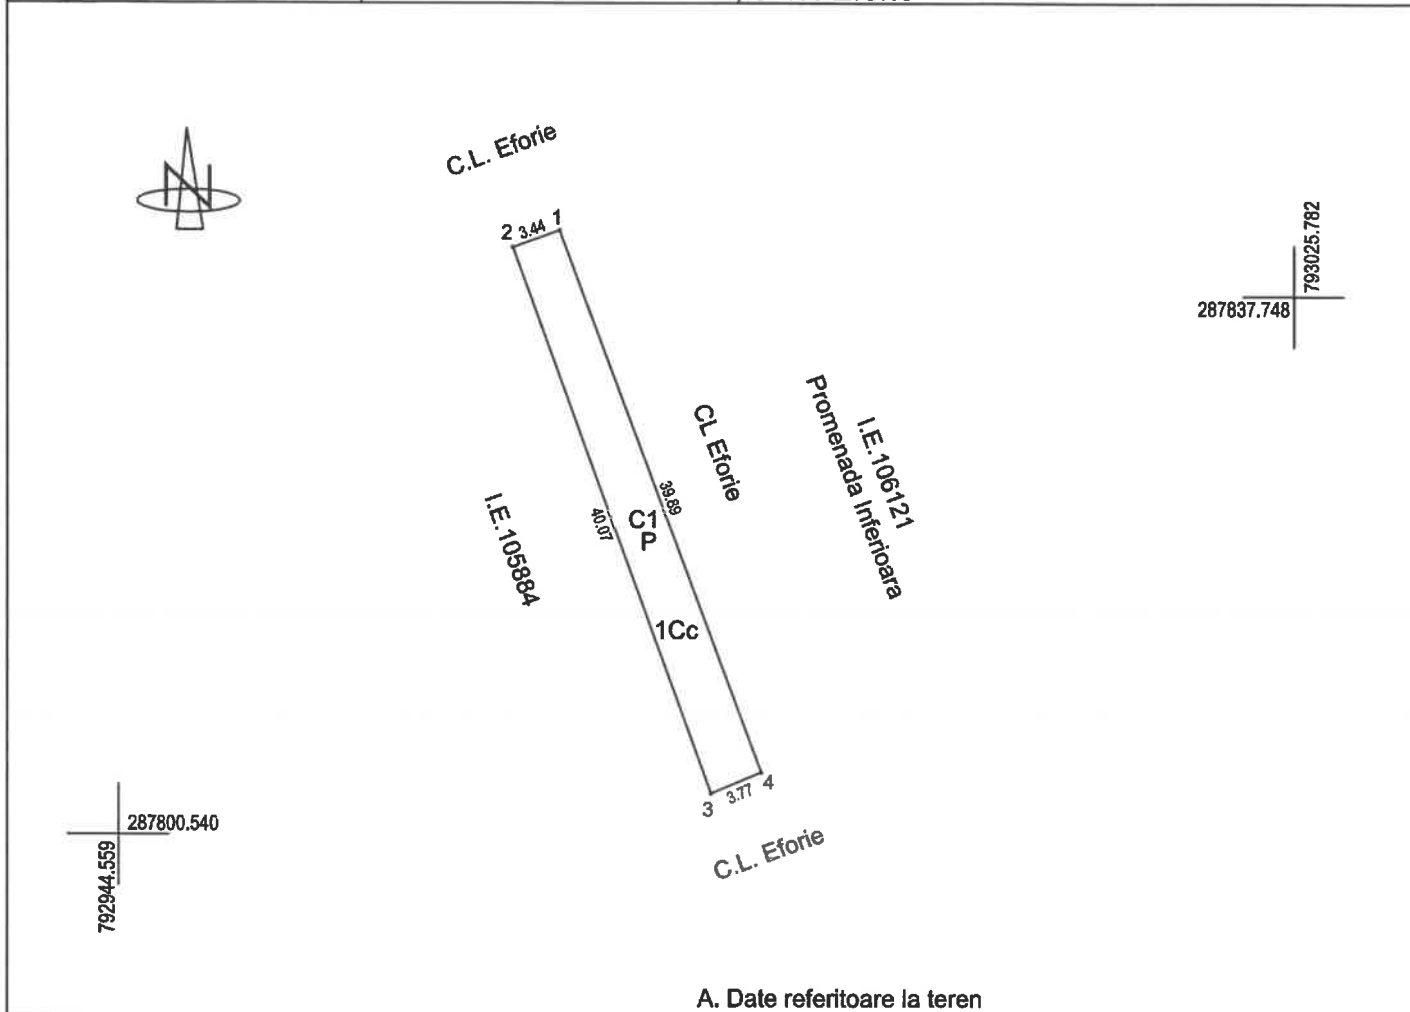 N
C.L. Eforie
2 3.44 1
793025.782
287837.748
CL Eforie
I.E.106121
Promenada Inferioara
39.89
40.07
C1
P
I.E.105884
1Cc
3 3.77 4
C.L. Eforie
287800.540
792944.559
A. Date referitoare la teren